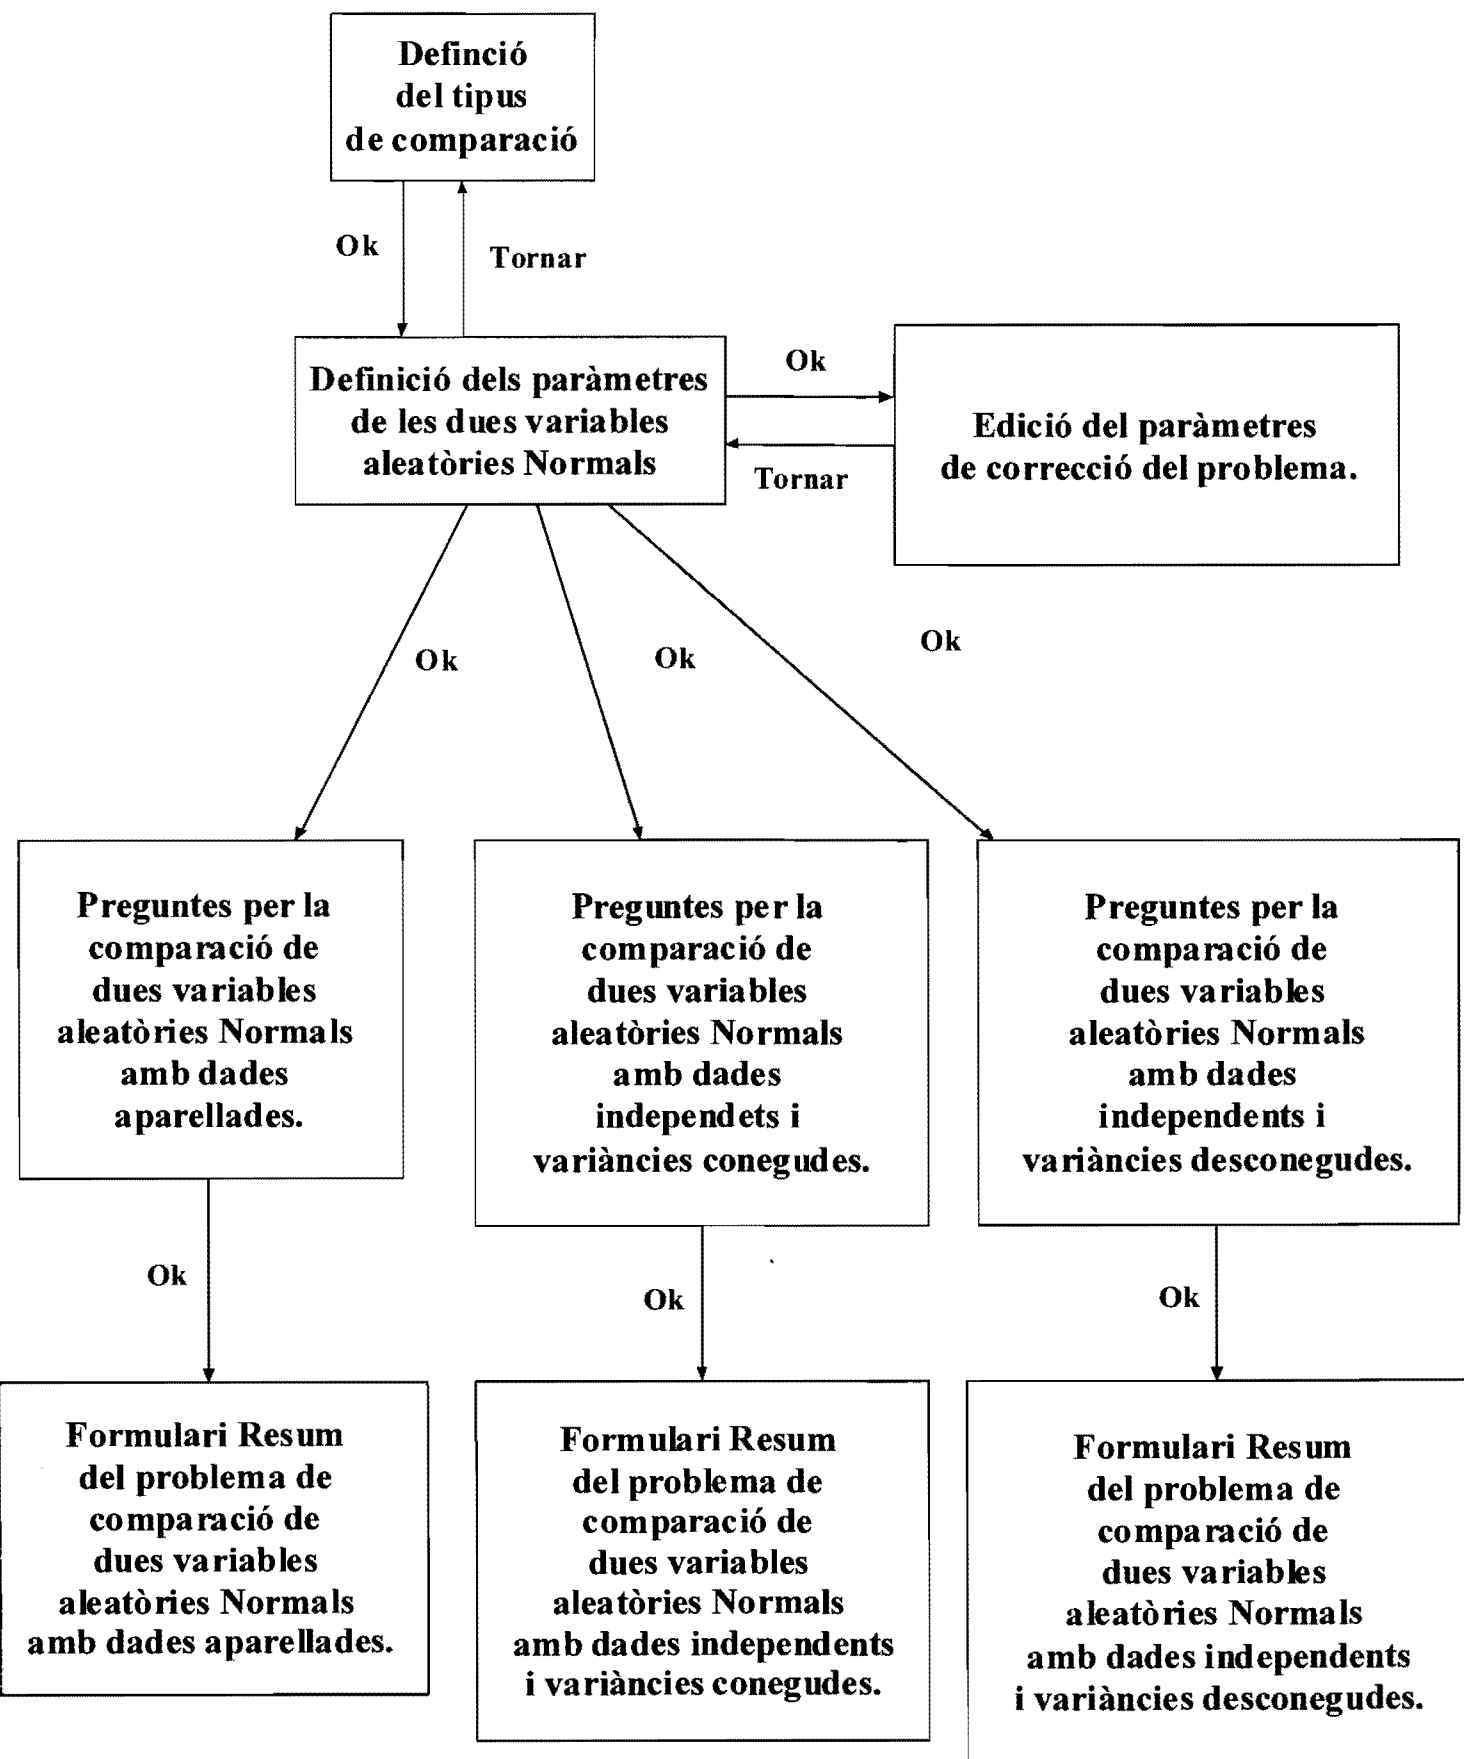 Definció
del tipus
de comparació
Ok
Tornar
Definició dels paràmetres
de les dues variables
aleatòries Normals
Ok
Tornar
Edició del paràmetres
de correcció del problema.
Ok
Ok
Ok
Preguntes per la
comparació de
dues variables
aleatòries Normals
amb dades
aparellades.
Preguntes per la
comparació de
dues variables
aleatòries Normals
amb dades
independets i
variàncies conegudes.
Preguntes per la
comparació de
dues variables
aleatòries Normals
amb dades
independents i
variàncies desconegudes.
Ok
Ok
Ok
Formulari Resum
del problema de
comparació de
dues variables
aleatòries Normals
amb dades aparellades.
Formulari Resum
del problema de
comparació de
dues variables
aleatòries Normals
amb dades independents
i variàncies conegudes.
Formulari Resum
del problema de
comparació de
dues variables
aleatòries Normals
amb dades independents
i variàncies desconegudes.